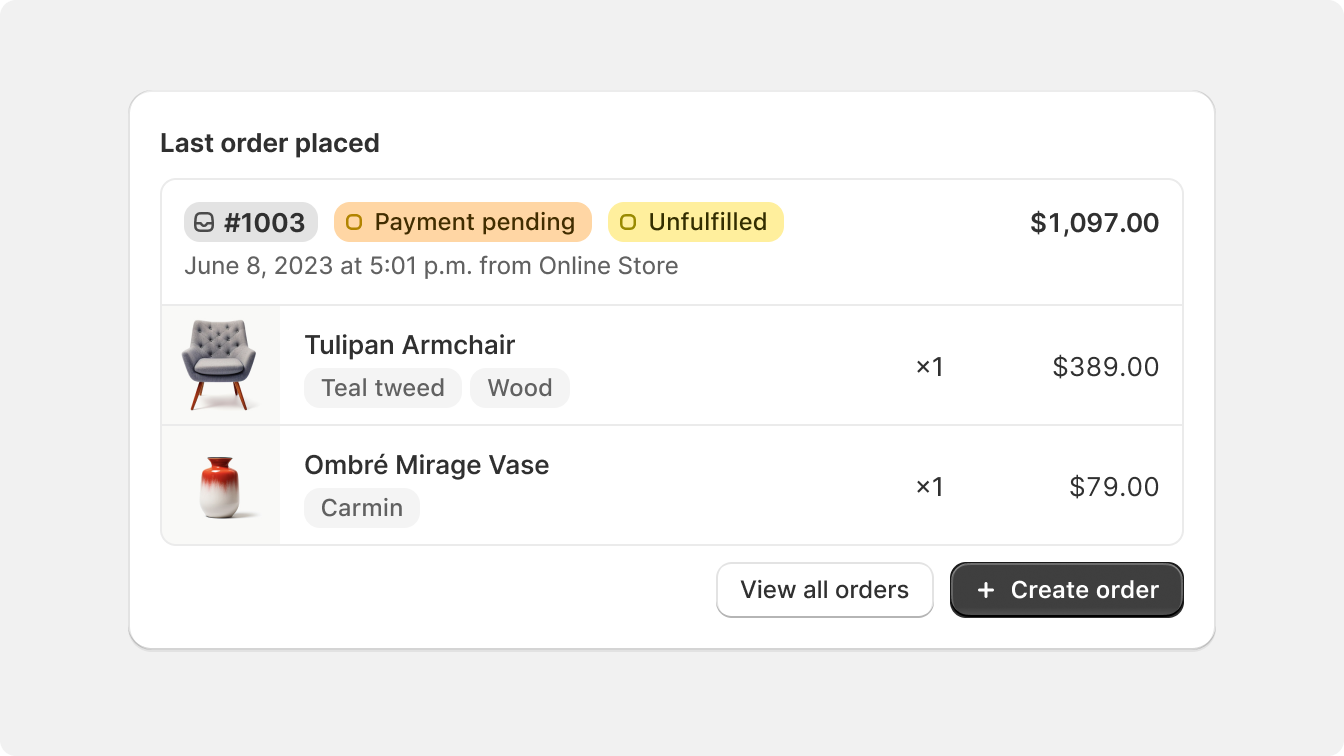 Last order placed
#1003 Payment pending Unfulfilled $1,097.00
June 8, 2023 at 5:01 p.m. from Online Store
Tulipan Armchair
Teal tweed Wood
×1 $389.00
Ombré Mirage Vase
Carmin
×1 $79.00
View all orders + Create order